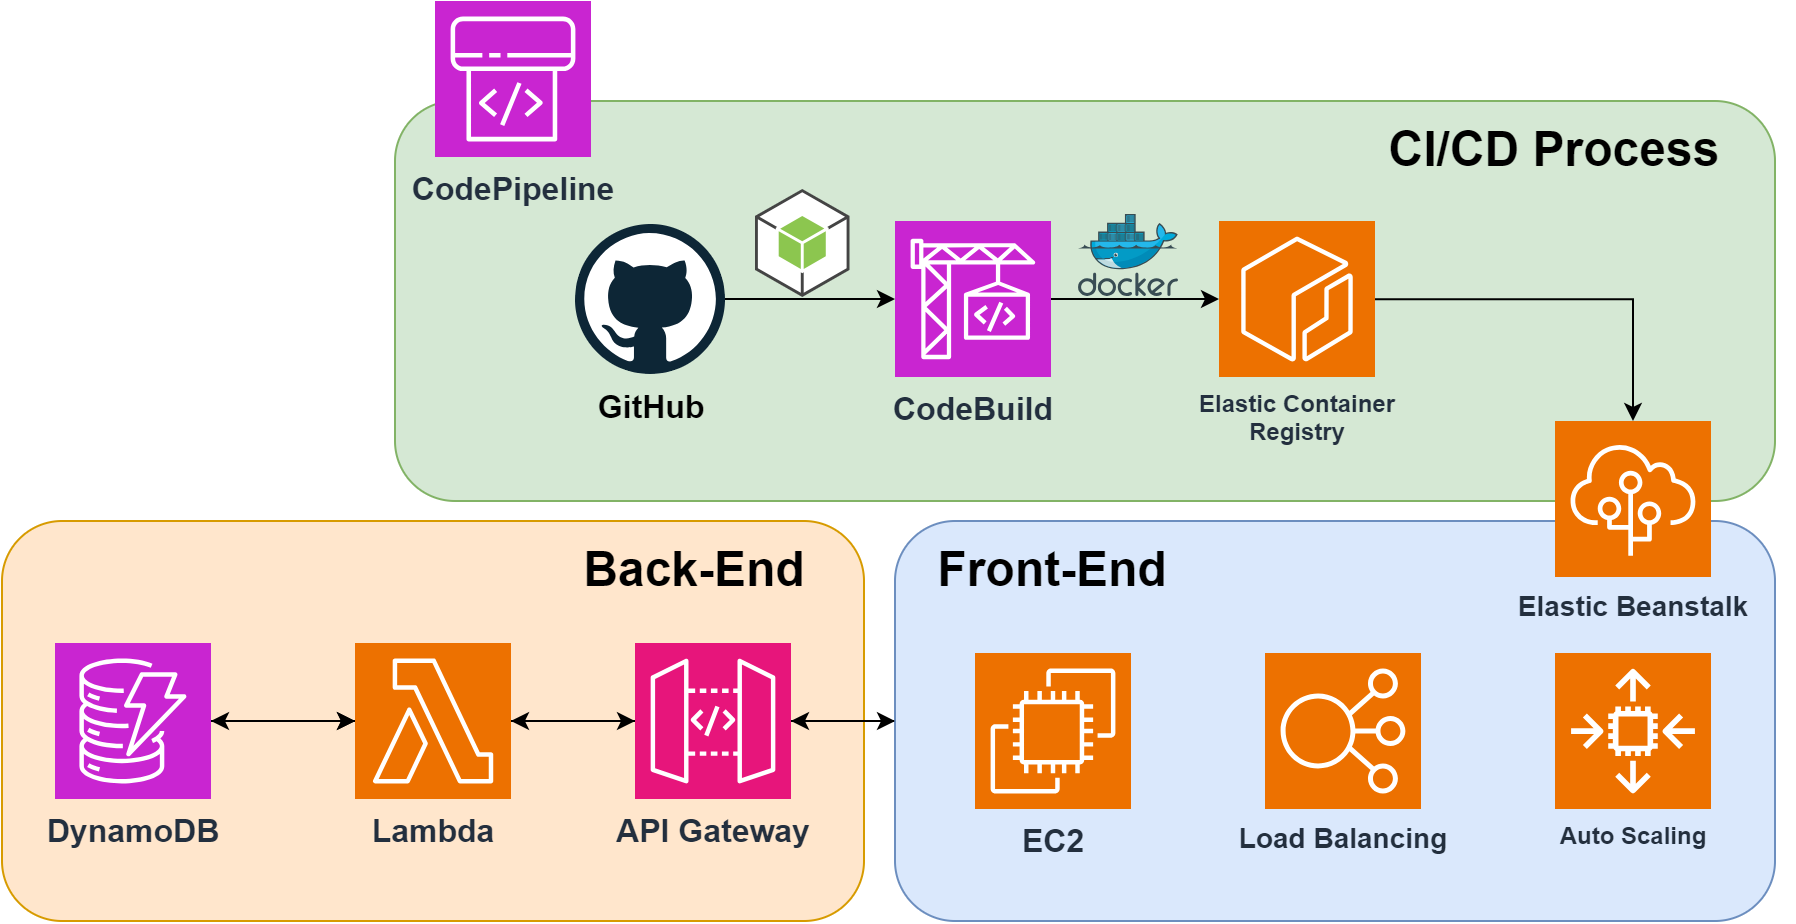 CodePipeline
CI/CD Process
docker
GitHub
CodeBuild
Elastic Container
Registry
Back-End
Front-End
Elastic Beanstalk
DynamoDB
Lambda
API Gateway
EC2
Load Balancing
Auto Scaling